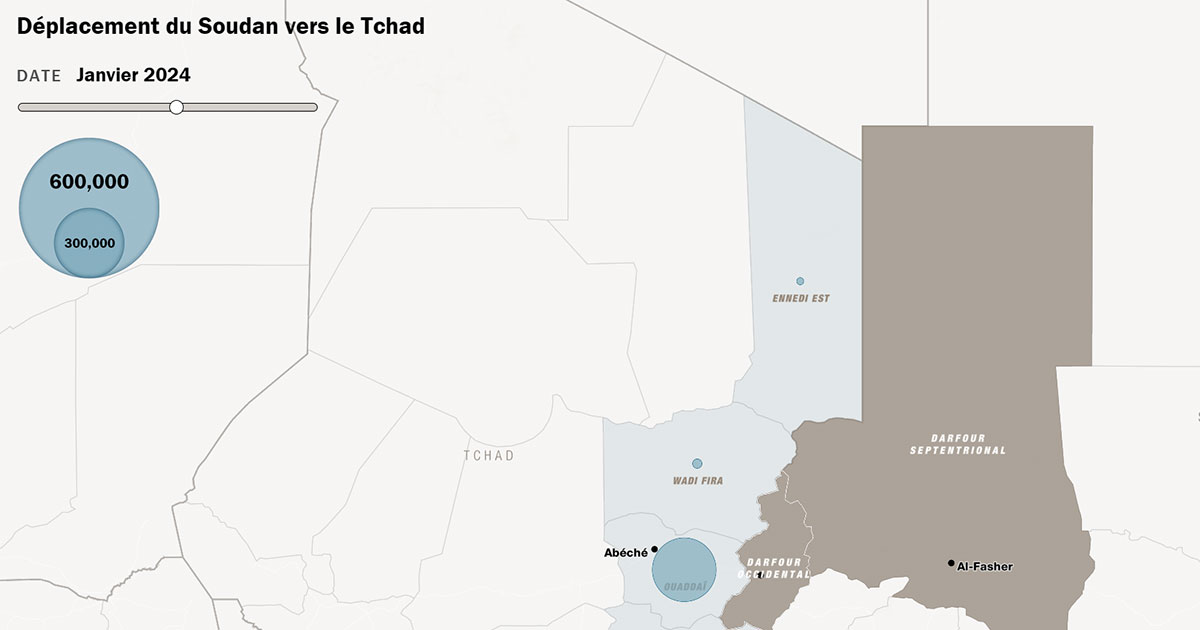 Déplacement du Soudan vers le Tchad
DATE Janvier 2024
600,000
300,000
ENNEDI EST
DARFOUR
SEPTENTRIONAL
TCHAD
WADI FIRA
Abéché
OUADDAÏ
DARFOUR
OCCIDENTAL
Al-Fasher